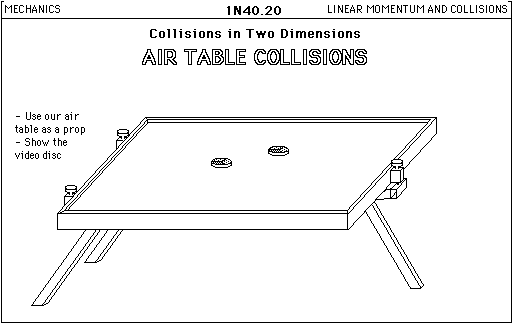 MECHANICS 1N40.20 LINEAR MOMENTUM AND COLLISIONS
Collisions in Two Dimensions
AIR TABLE COLLISIONS
- Use our air
table as a prop
- Show the
video disc